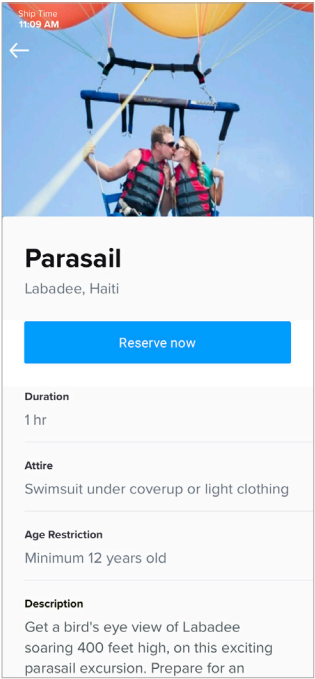 Ship Time
11:09 AM
Parasail
Labadee, Haiti
Reserve now
Duration
1 hr
Attire
Swimsuit under coverup or light clothing
Age Restriction
Minimum 12 years old
Description
Get a bird's eye view of Labadee
soaring 400 feet high, on this exciting
parasail excursion. Prepare for an